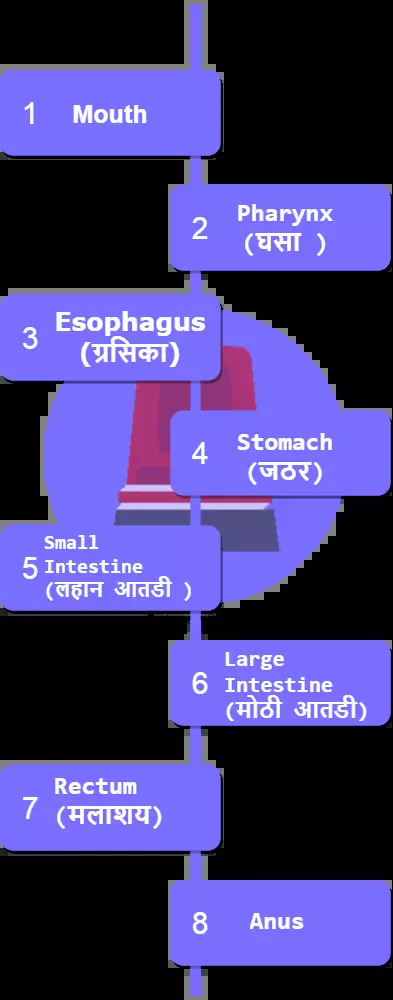 1 Mouth
2 Pharynx
(घसा )
3 Esophagus
(ग्रसिका)
4 Stomach
(जठर)
Small
5 Intestine
(लहान आतडी )
Large
6 Intestine
(मोठी आतडी)
Rectum
7 (मलाशय)
8 Anus